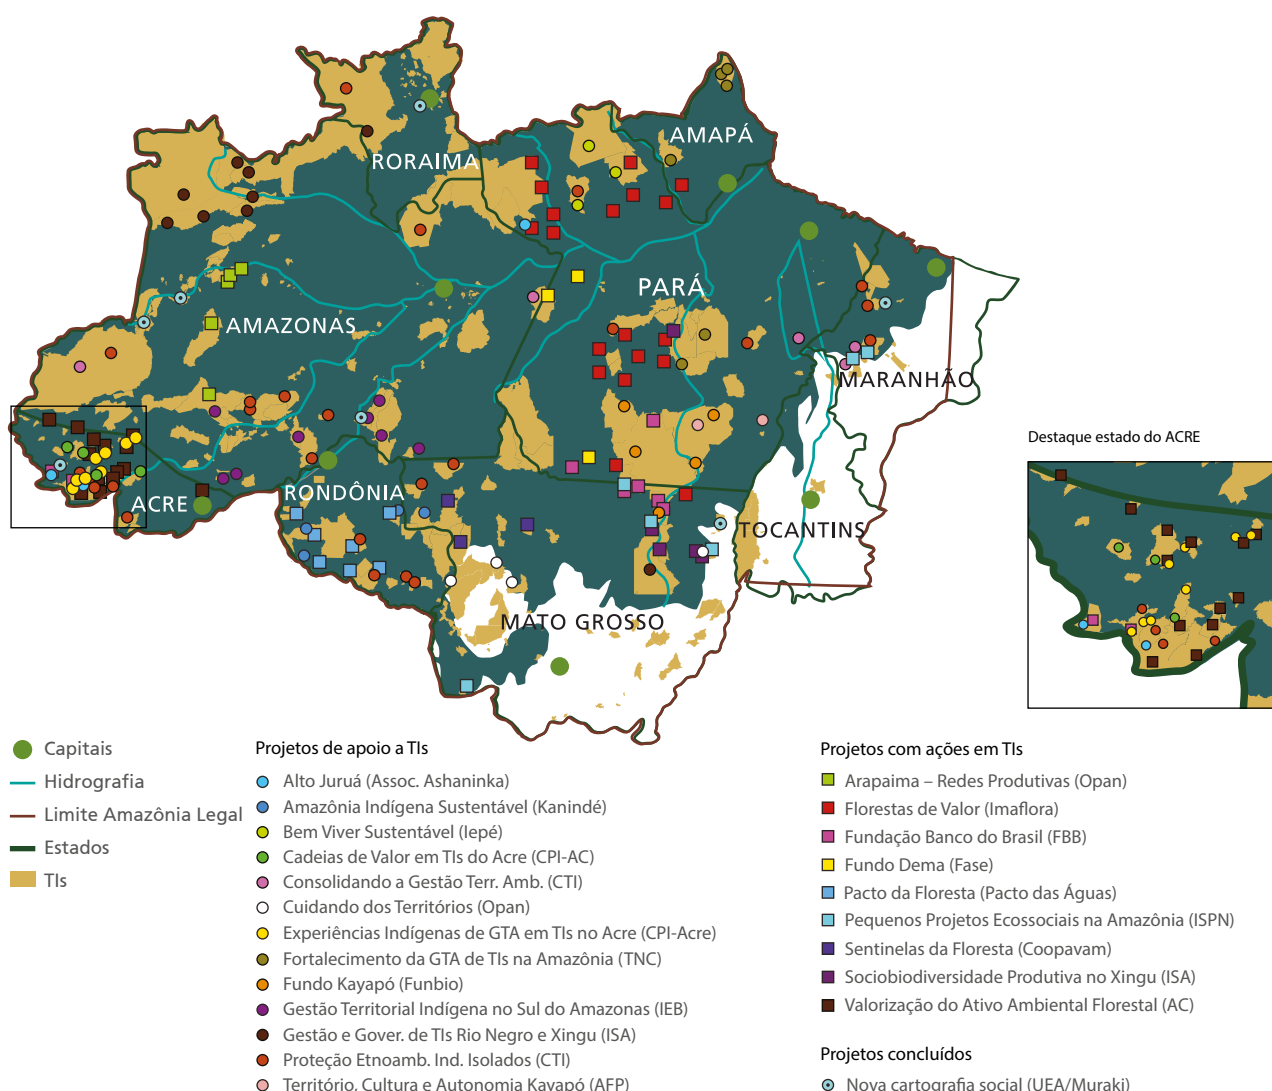 AMAPÁ
RORAIMA
PARÁ
AMAZONAS
MARANHÃO
ACRE
RONDÔNIA
TOCANTINS
MATO GROSSO
Destaque estado do ACRE
Capitais
Hidrografia
Limite Amazônia Legal
Estados
TIs
Projetos de apoio a TIs
Alto Juruá (Assoc. Ashaninka)
Amazônia Indígena Sustentável (Kanindé)
Bem Viver Sustentável (Iepé)
Cadeias de Valor em TIs do Acre (CPI-AC)
Consolidando a Gestão Terr. Amb. (CTI)
Cuidando dos Territórios (Opan)
Experiências Indígenas de GTA em TIs no Acre (CPI-Acre)
Fortalecimento da GTA de TIs na Amazônia (TNC)
Fundo Kayapó (Funbio)
Gestão Territorial Indígena no Sul do Amazonas (IEB)
Gestão e Gover. de TIs Rio Negro e Xingu (ISA)
Proteção Etnoamb. Ind. Isolados (CTI)
Território, Cultura e Autonomia Kayapó (AFP)
Projetos com ações em TIs
Arapaima – Redes Produtivas (Opan)
Florestas de Valor (Imaflora)
Fundação Banco do Brasil (FBB)
Fundo Dema (Fase)
Pacto da Floresta (Pacto das Águas)
Pequenos Projetos Ecossociais na Amazônia (ISPN)
Sentinelas da Floresta (Coopavam)
Sociobiodiversidade Produtiva no Xingu (ISA)
Valorização do Ativo Ambiental Florestal (AC)
Projetos concluídos
Nova cartografia social (UEA/Muraki)